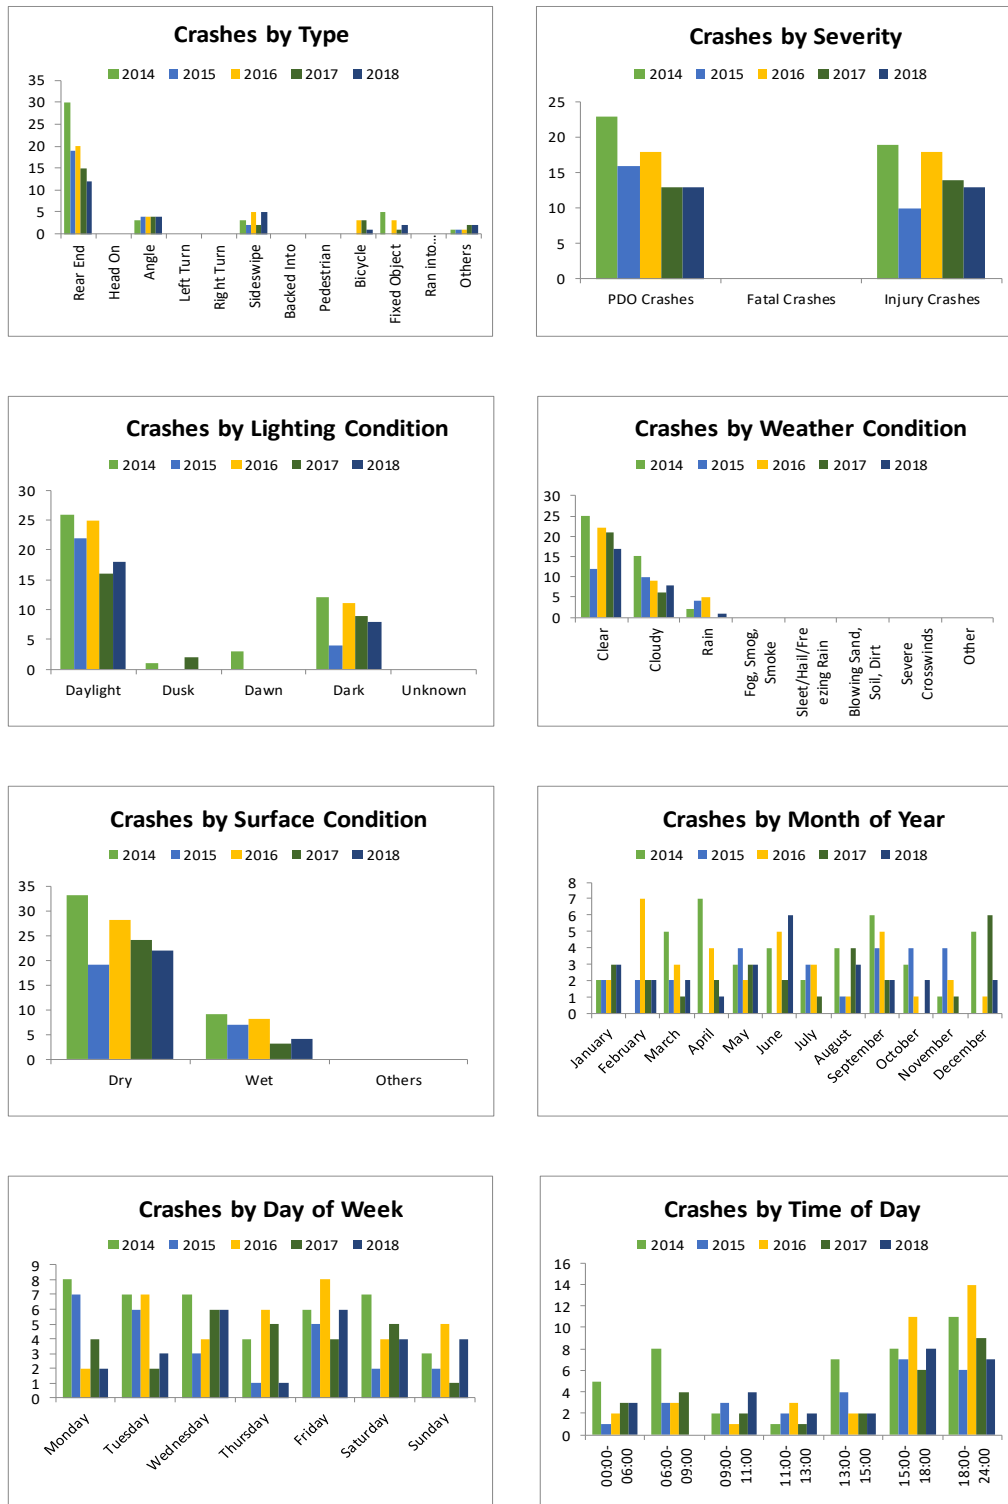 Crashes by Type
2014 2015 2016 2017 2018
35
30
25
20
15
10
5
0
Rear End
Head On
Angle
Left Turn
Right Turn
Sideswipe
Backed Into
Pedestrian
Bicycle
Fixed Object
Ran into...
Others
Crashes by Severity
2014 2015 2016 2017 2018
25
20
15
10
5
0
PDO Crashes Fatal Crashes Injury Crashes
Crashes by Lighting Condition
2014 2015 2016 2017 2018
30
25
20
15
10
5
0
Daylight Dusk Dawn Dark Unknown
Crashes by Weather Condition
2014 2015 2016 2017 2018
30
25
20
15
10
5
0
Clear
Cloudy
Rain
Fog, Smog,
Smoke
Sleet/Hail/Fre
ezing Rain
Blowing Sand,
Soil, Dirt
Severe
Crosswinds
Other
Crashes by Surface Condition
2014 2015 2016 2017 2018
35
30
25
20
15
10
5
0
Dry Wet Others
Crashes by Month of Year
2014 2015 2016 2017 2018
8
7
6
5
4
3
2
1
0
January
February
March
April
May
June
July
August
September
October
November
December
Crashes by Day of Week
2014 2015 2016 2017 2018
9
8
7
6
5
4
3
2
1
0
Monday
Tuesday
Wednesday
Thursday
Friday
Saturday
Sunday
Crashes by Time of Day
2014 2015 2016 2017 2018
16
14
12
10
8
6
4
2
0
00:00-
06:00
06:00-
09:00
09:00-
11:00
11:00-
13:00
13:00-
15:00
15:00-
18:00
18:00-
24:00